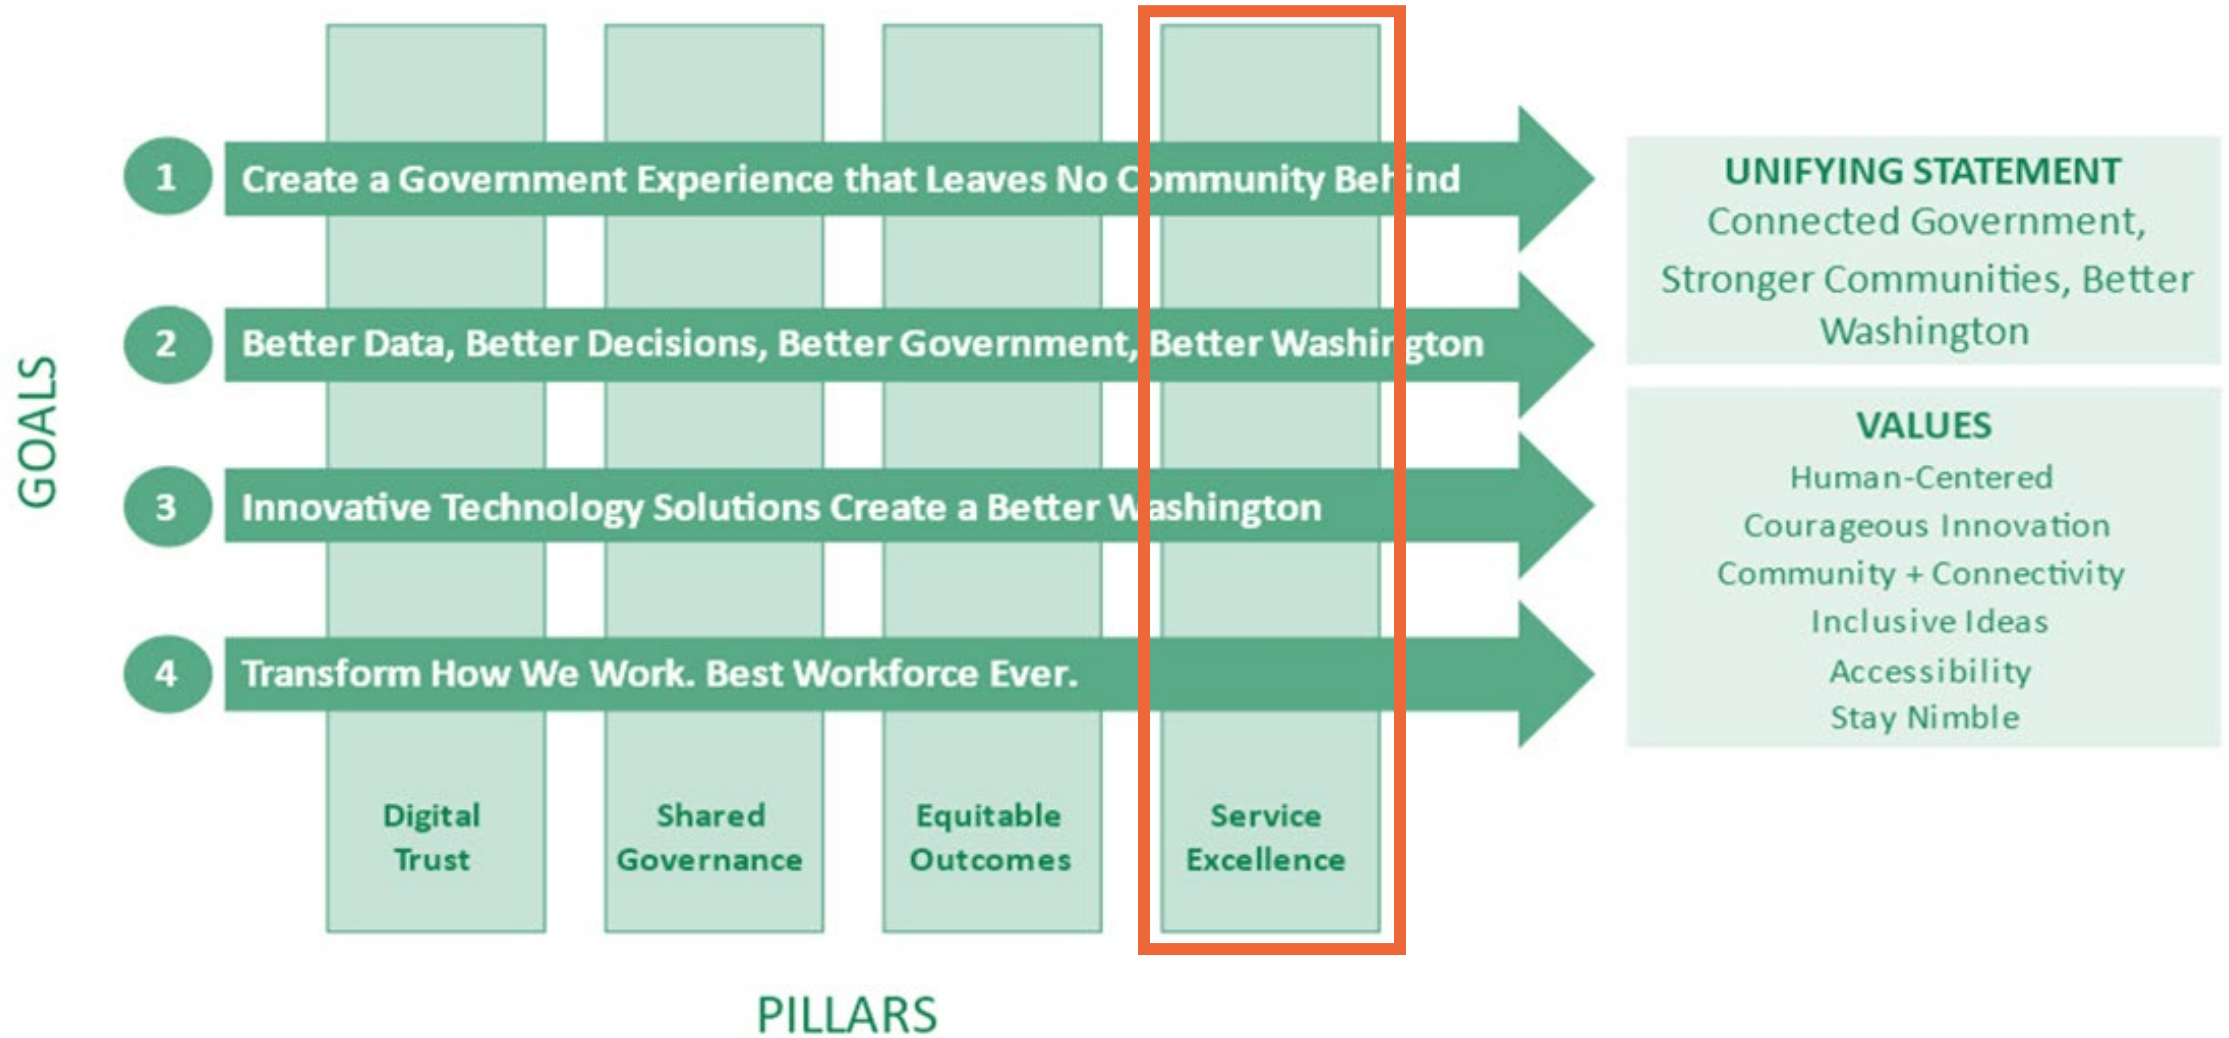 GOALS
1
Create a Government Experience that Leaves No Community Behind
2
Better Data, Better Decisions, Better Government, Better Washington
3
Innovative Technology Solutions Create a Better Washington
4
Transform How We Work. Best Workforce Ever.
Digital
Trust
Shared
Governance
Equitable
Outcomes
Service
Excellence
PILLARS
UNIFYING STATEMENT
Connected Government,
Stronger Communities, Better
Washington
VALUES
Human-Centered
Courageous Innovation
Community + Connectivity
Inclusive Ideas
Accessibility
Stay Nimble